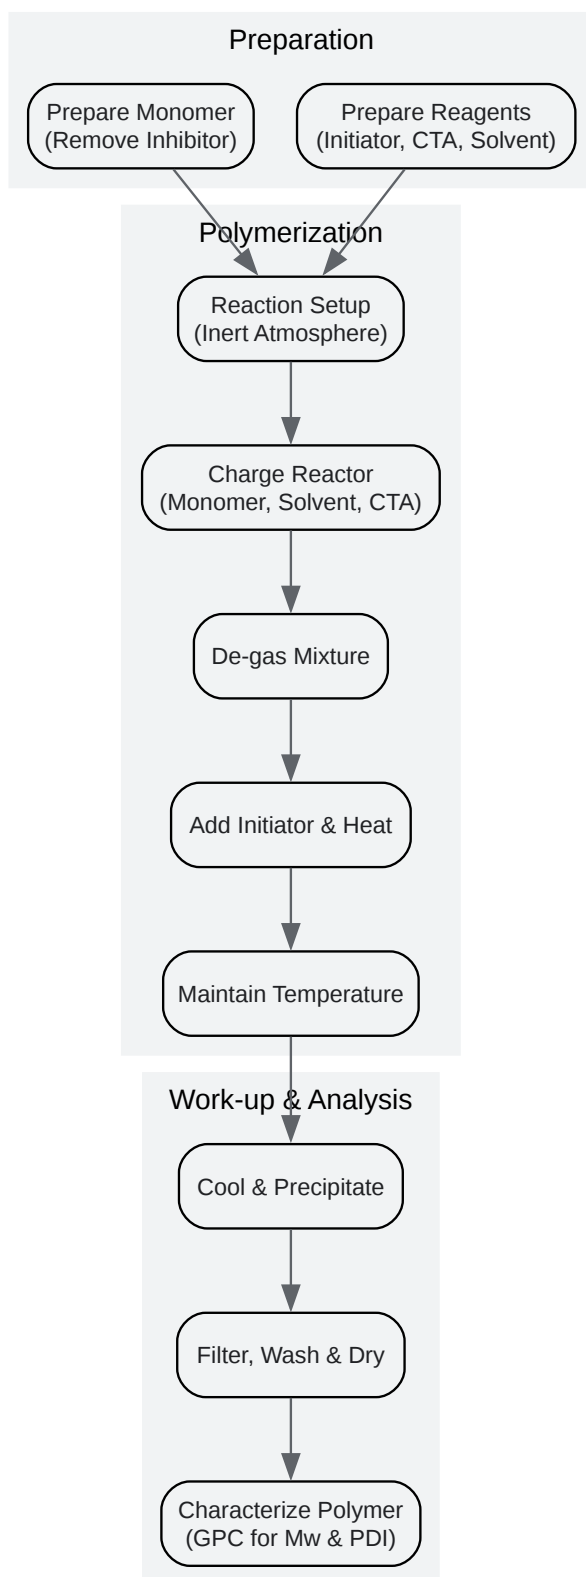 Preparation
Prepare Monomer
(Remove Inhibitor)
Prepare Reagents
(Initiator, CTA, Solvent)
Polymerization
Reaction Setup
(Inert Atmosphere)
Charge Reactor
(Monomer, Solvent, CTA)
De-gas Mixture
Add Initiator & Heat
Maintain Temperature
Work-up & Analysis
Cool & Precipitate
Filter, Wash & Dry
Characterize Polymer
(GPC for Mw & PDI)